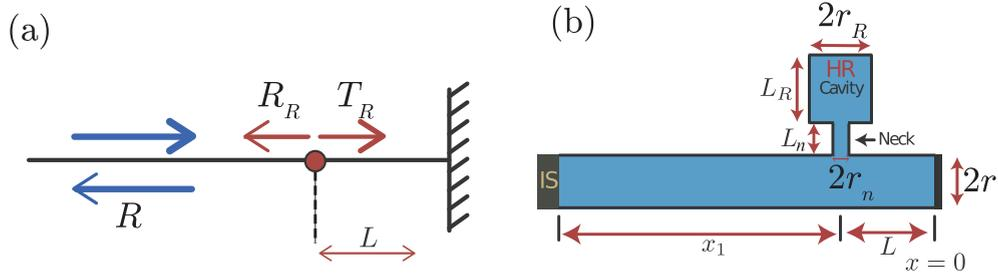 (a)
R_R T_R
R
L
(b)
2r_R
HR
Cavity
L_R
L_n
Neck
IS
2r_n
2r
x_1
L
x = 0